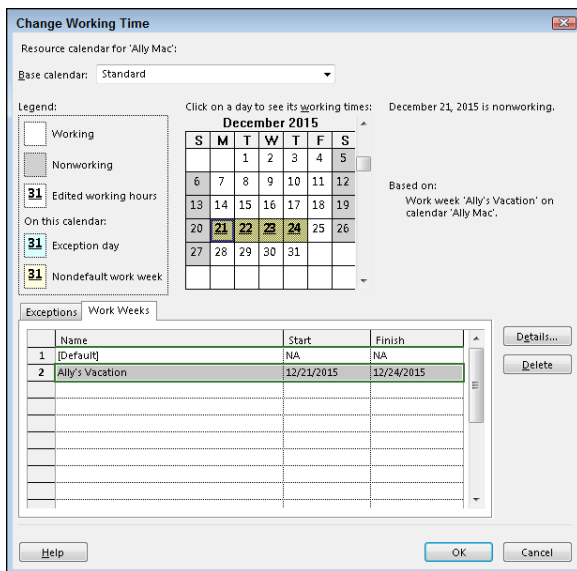 Change Working Time
Resource calendar for 'Ally Mac':
Base calendar: Standard
Legend:
Working
Nonworking
31 Edited working hours
On this calendar:
31 Exception day
31 Nondefault work week
Click on a day to see its working times:
December 2015
S M T W T F S
1 2 3 4 5
6 7 8 9 10 11 12
13 14 15 16 17 18 19
20 21 22 23 24 25 26
27 28 29 30 31
December 21, 2015 is nonworking.
Based on:
Work week 'Ally's Vacation' on
calendar 'Ally Mac'.
Exceptions Work Weeks
Name Start Finish
1 [Default] NA NA
2 Ally's Vacation 12/21/2015 12/24/2015
Details...
Delete
Help
OK
Cancel